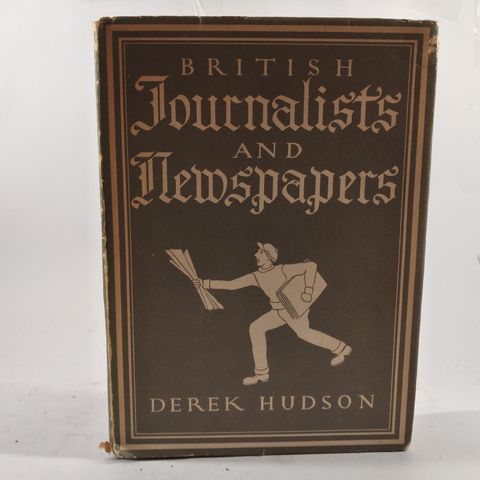 BRITISH
Journalists
AND
Newspapers
DEREK HUDSON